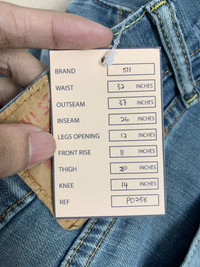 BRAND 511
WAIST 32 INCHES
OUTSEAM 37 INCHES
INSEAM 26 INCHES
LEGS OPENING 12 INCHES
FRONT RISE 11 INCHES
THIGH 20 INCHES
KNEE 14 INCHES
REF P0258